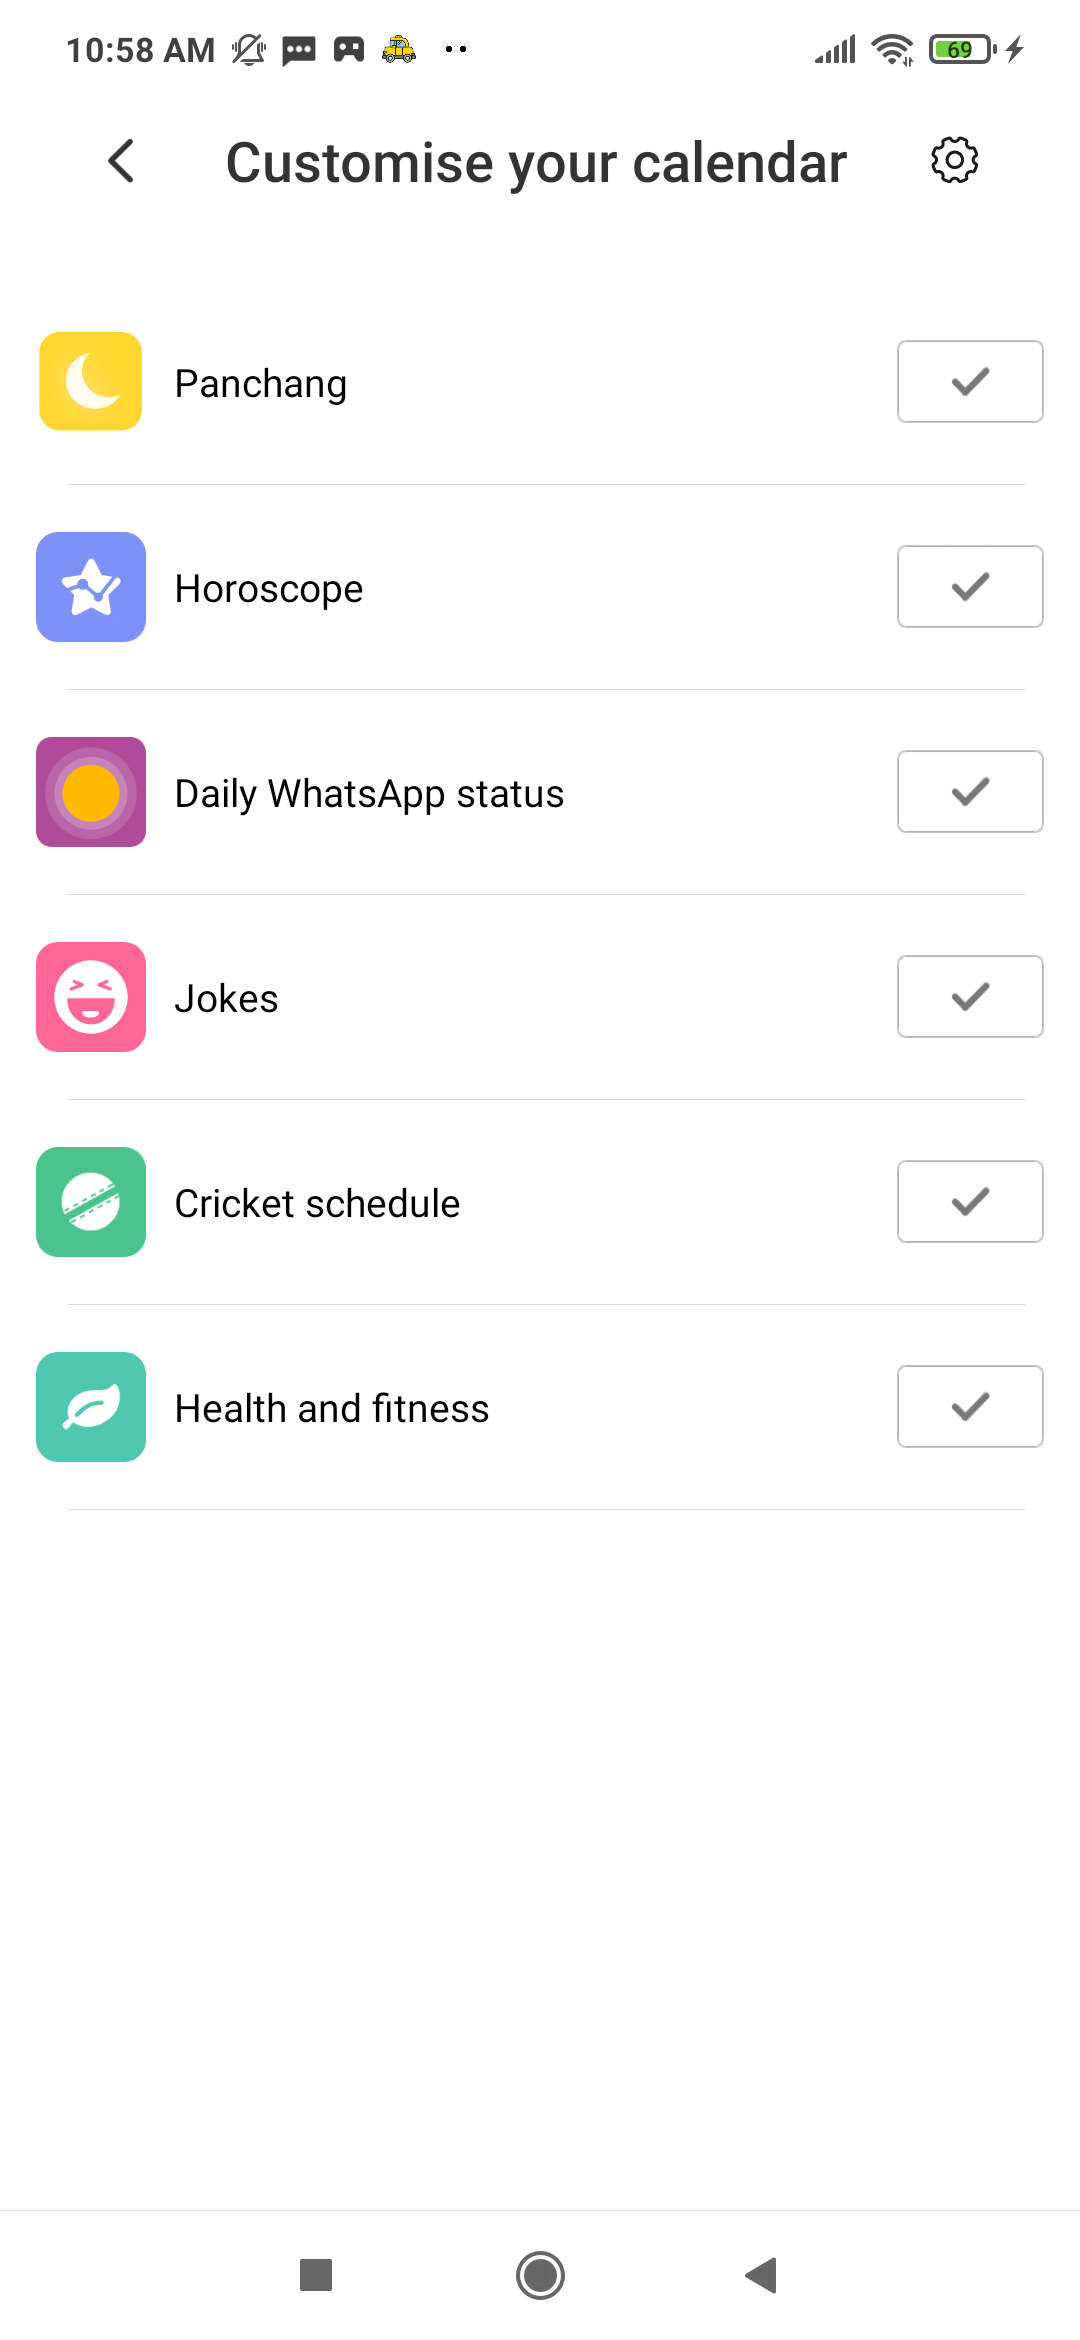 10:58 AM
69
Customise your calendar
Panchang
Horoscope
Daily WhatsApp status
Jokes
Cricket schedule
Health and fitness